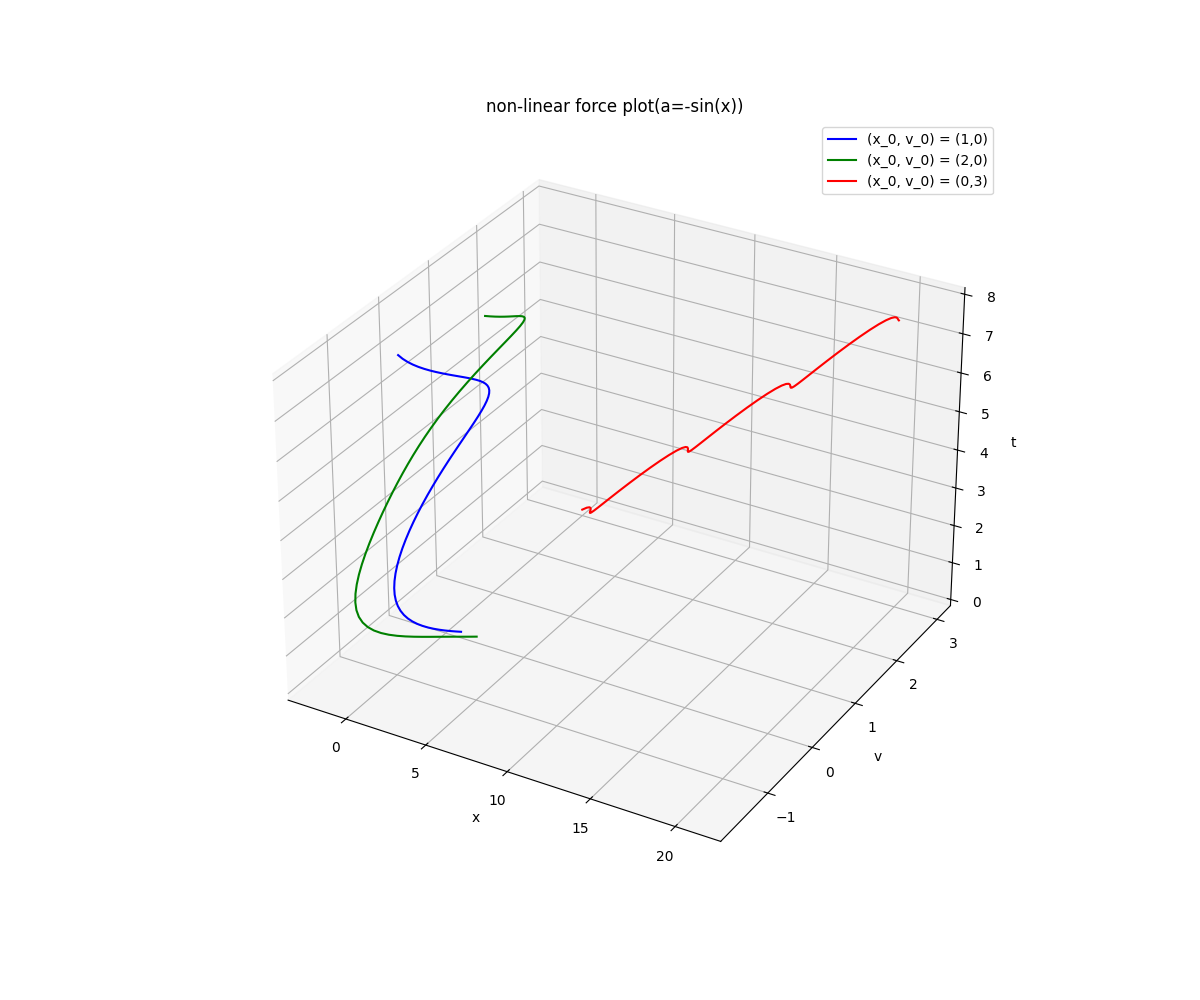 non-linear force plot(a=-sin(x))
(x_0, v_0) = (1,0)
(x_0, v_0) = (2,0)
(x_0, v_0) = (0,3)
8
7
6
5
4
3
2
1
0
t
3
2
1
0
−1
v
0
5
10
15
20
x